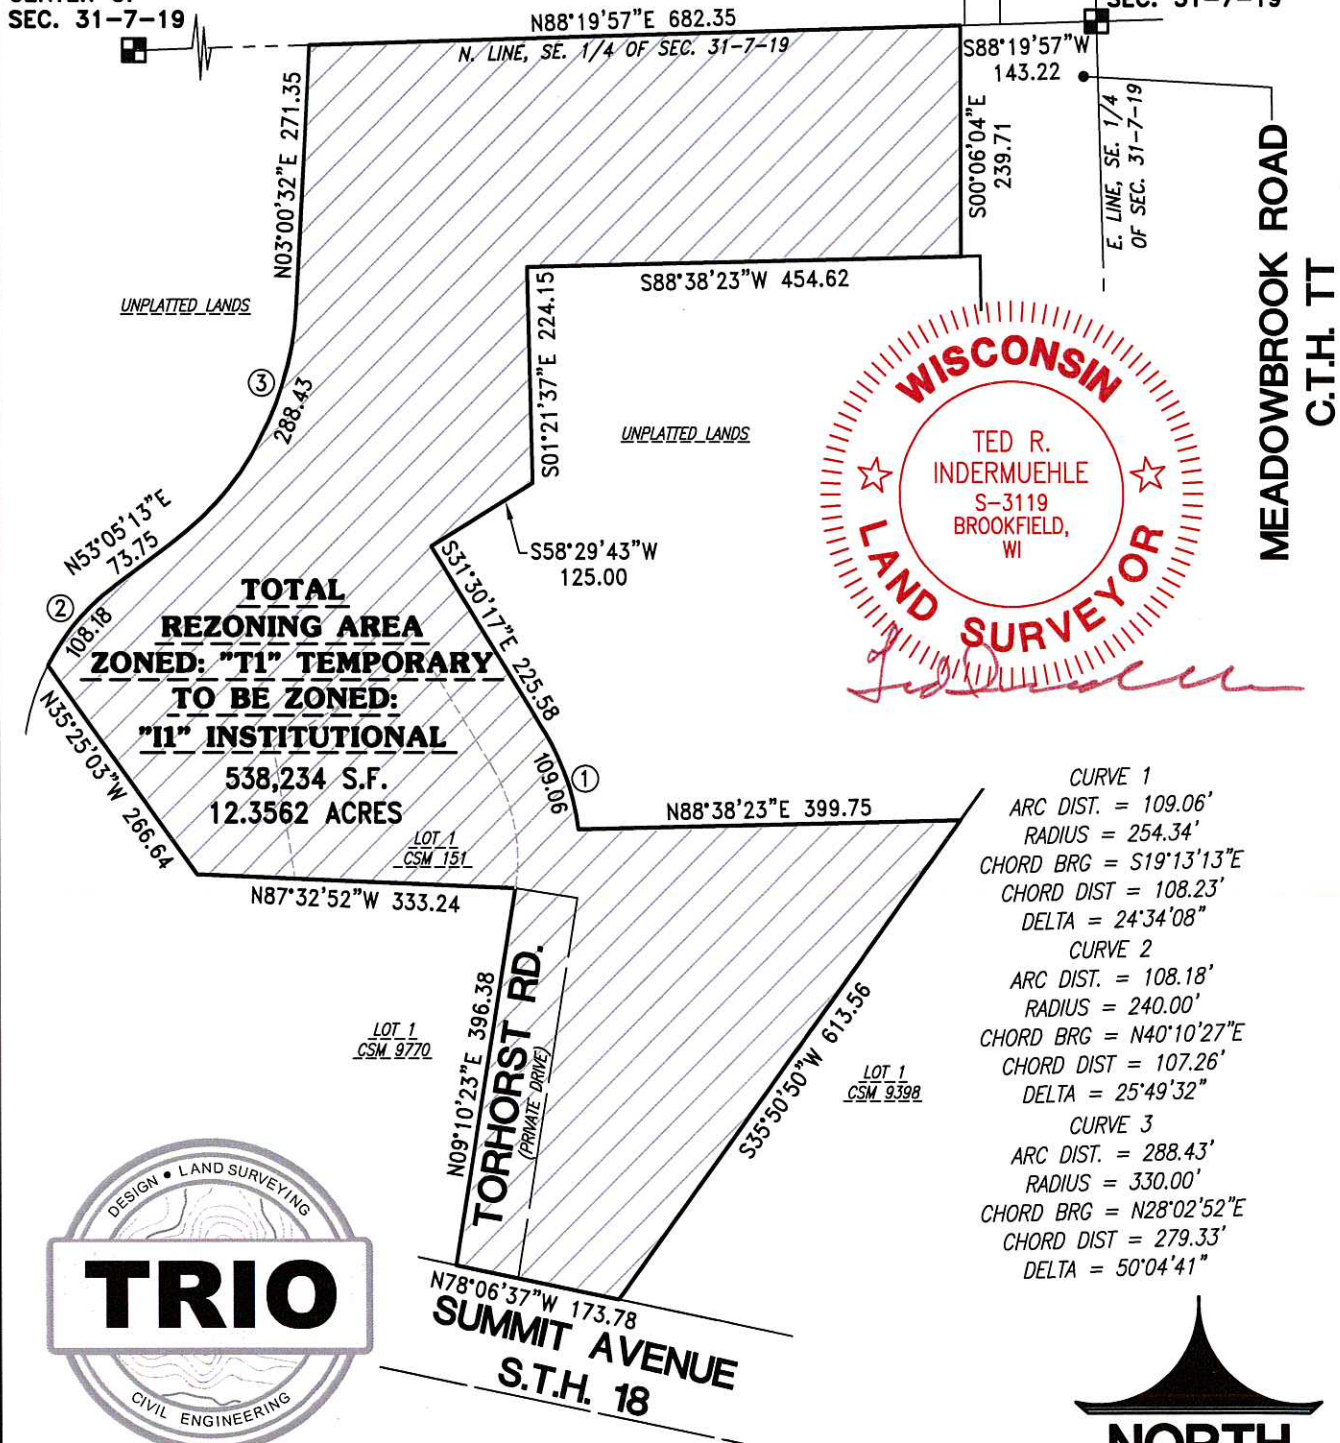 SEC. 31-7-19
SEC. 31-7-19
N88°19'57"E 682.35
N. LINE, SE. 1/4 OF SEC. 31-7-19
S88°19'57"W
143.22
N03°00'32"E 271.35
S00°06'04"E
239.71
E. LINE, SE. 1/4
OF SEC. 31-7-19
MEADOWBROOK ROAD
C.T.H. TT
S88°38'23"W 454.62
UNPLATTED LANDS
S01°21'37"E 224.15
③
288.43
UNPLATTED LANDS
WISCONSIN
TED R.
INDERMUEHLE
S-3119
BROOKFIELD,
WI
LAND SURVEYOR
N53°05'13"E
73.75
S58°29'43"W
125.00
②
108.18
S31°30'17"E 225.58
TOTAL
REZONING AREA
ZONED: "T1" TEMPORARY
TO BE ZONED:
"I1" INSTITUTIONAL
538,234 S.F.
12.3562 ACRES
N35°25'03"W 266.64
109.06
①
N88°38'23"E 399.75
LOT 1
CSM 151
N87°32'52"W 333.24
CURVE 1
ARC DIST. = 109.06'
RADIUS = 254.34'
CHORD BRG = S19°13'13"E
CHORD DIST = 108.23'
DELTA = 24°34'08"
CURVE 2
ARC DIST. = 108.18'
RADIUS = 240.00'
CHORD BRG = N40°10'27"E
CHORD DIST = 107.26'
DELTA = 25°49'32"
CURVE 3
ARC DIST. = 288.43'
RADIUS = 330.00'
CHORD BRG = N28°02'52"E
CHORD DIST = 279.33'
DELTA = 50°04'41"
LOT 1
CSM 9770
N09°10'23"E 396.38
TORHORST RD.
(PRIVATE DRIVE)
S35°50'50"W 613.56
LOT 1
CSM 9398
DESIGN • LAND SURVEYING
TRIO
CIVIL ENGINEERING
N78°06'37"W 173.78
SUMMIT AVENUE
S.T.H. 18
NORTH